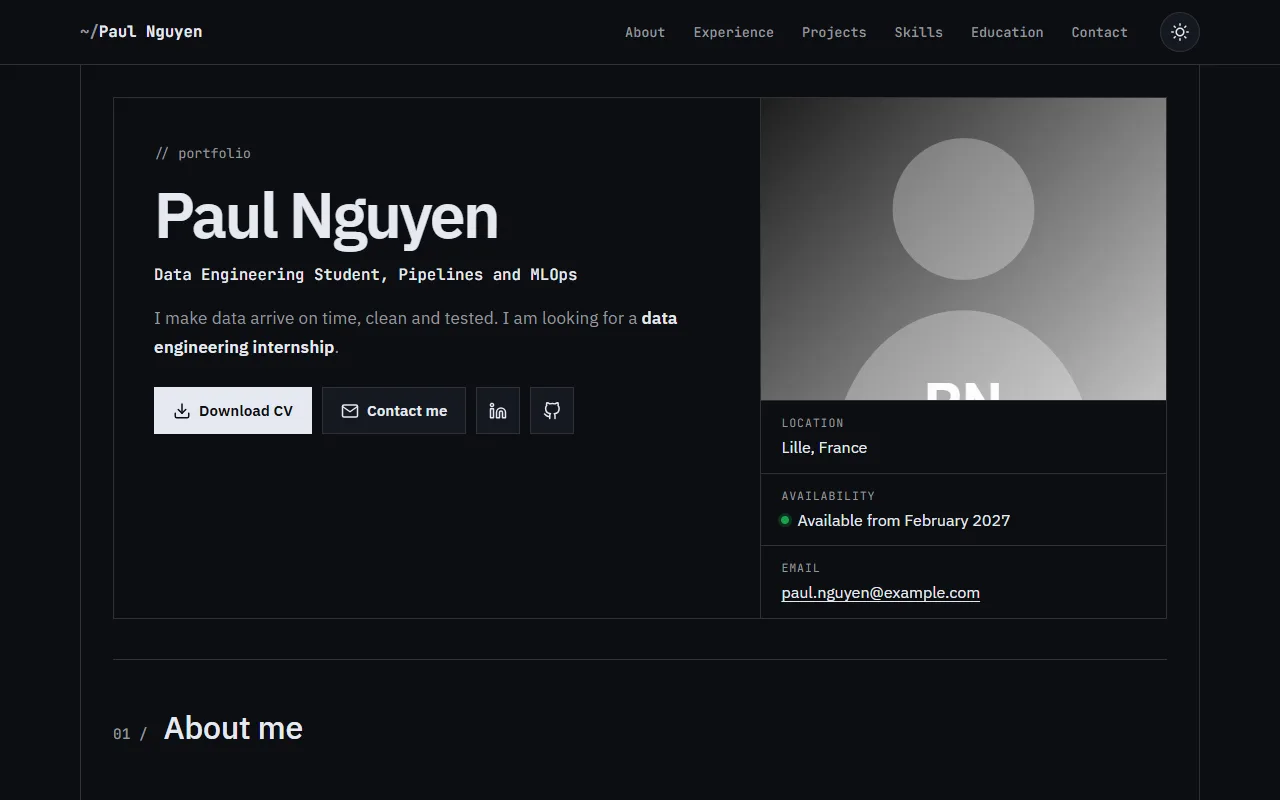 ~/Paul Nguyen
About
Experience
Projects
Skills
Education
Contact
// portfolio
Paul Nguyen
Data Engineering Student, Pipelines and MLOps
I make data arrive on time, clean and tested. I am looking for a data
engineering internship.
Download CV
Contact me
PN
LOCATION
Lille, France
AVAILABILITY
Available from February 2027
EMAIL
paul.nguyen@example.com
01 / About me